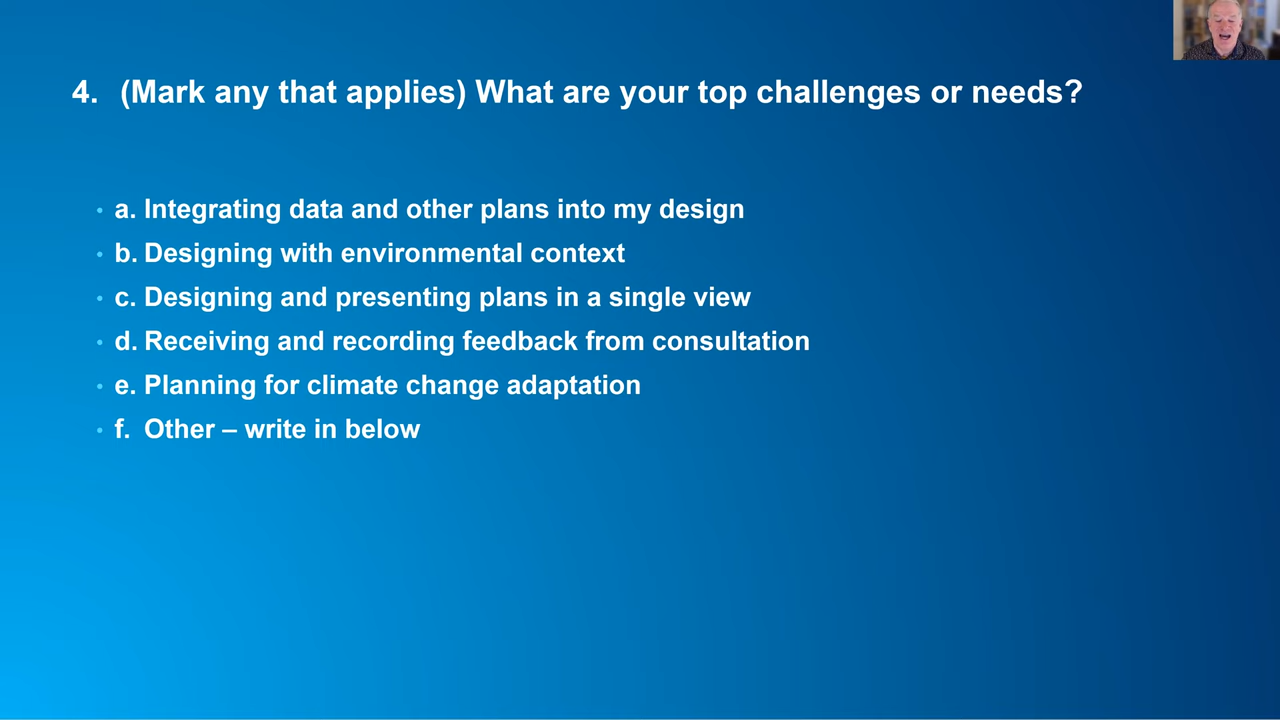 4. (Mark any that applies) What are your top challenges or needs?
• a. Integrating data and other plans into my design
• b. Designing with environmental context
• c. Designing and presenting plans in a single view
• d. Receiving and recording feedback from consultation
• e. Planning for climate change adaptation
• f. Other – write in below